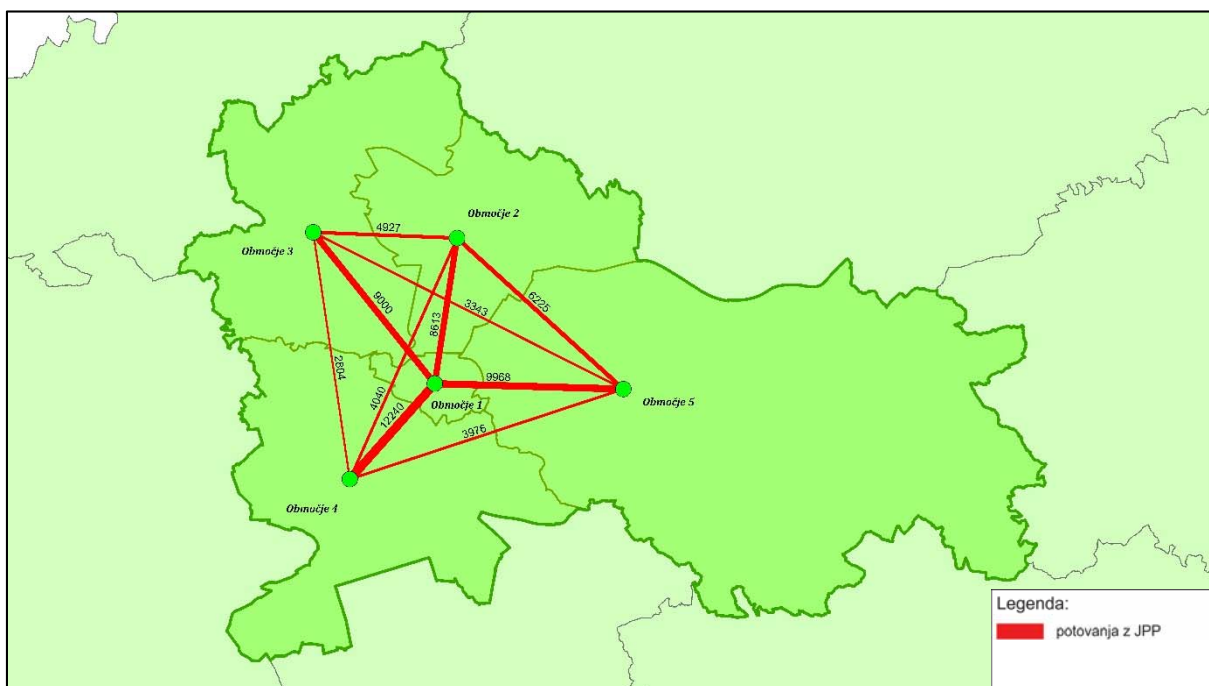 Območje 2
4927
Območje 3
6225
3343
9000
8613
2804
9968
4040
Območje 1
Območje 5
12240
3975
Območje 4
Legenda:
potovanja z JPP